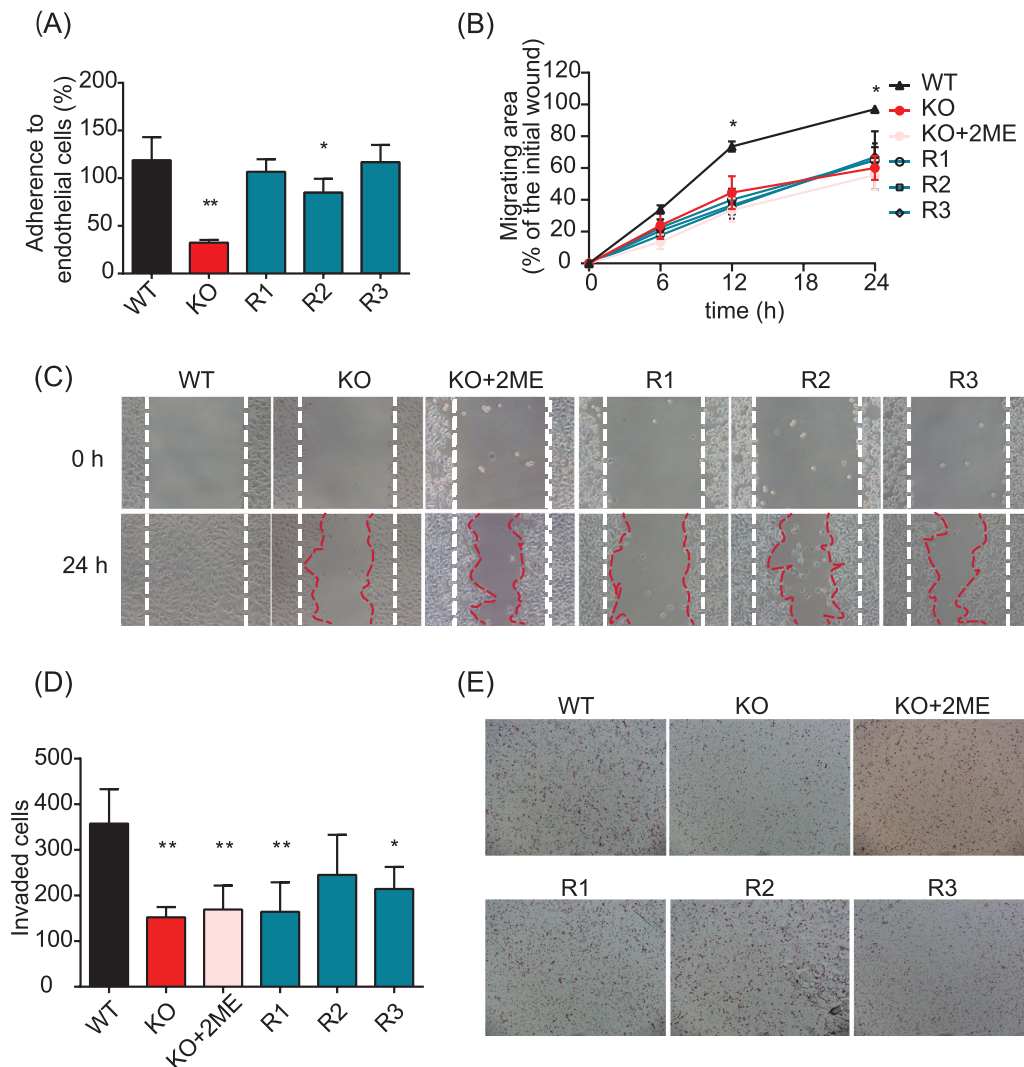 (A)
Adherence to
endothelial cells (%)
200
150
100
50
0
**
*
WT
KO
R1
R2
R3
(B)
Migrating area
(% of the initial wound)
120
100
80
60
40
20
0
*
*
0
6
12
18
24
time (h)
WT
KO
KO+2ME
R1
R2
R3
(C)
WT
KO
KO+2ME
R1
R2
R3
0 h
24 h
(D)
Invaded cells
500
400
300
200
100
0
**
**
**
*
WT
KO
KO+2ME
R1
R2
R3
(E)
WT
KO
KO+2ME
R1
R2
R3